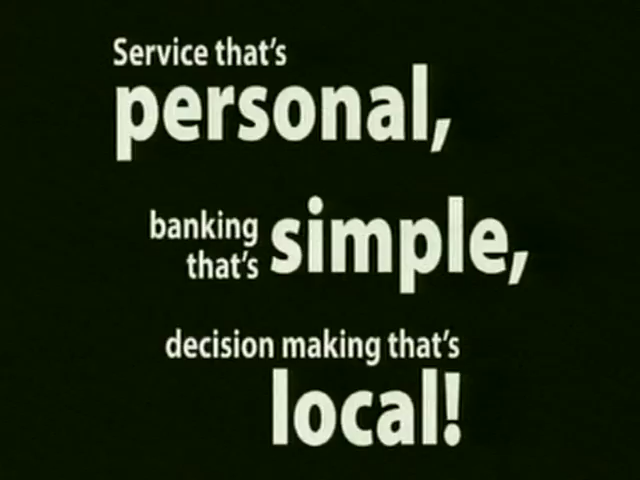 Service that's
personal,
banking
that's simple,
decision making that's
local!